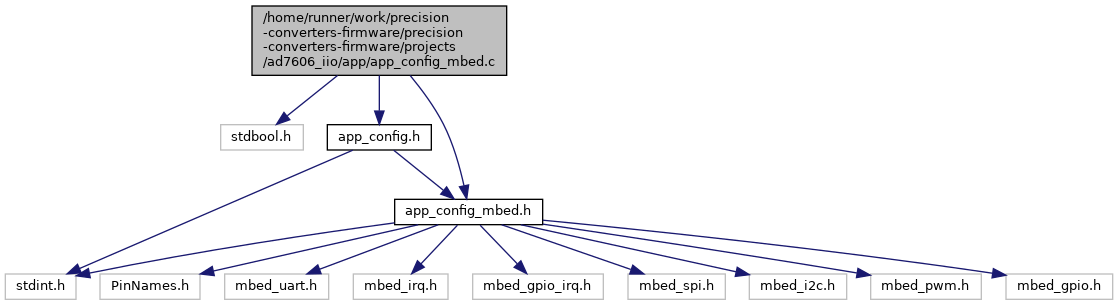 /home/runner/work/precision
-converters-firmware/precision
-converters-firmware/projects
/ad7606_iio/app/app_config_mbed.c
stdbool.h
app_config.h
app_config_mbed.h
stdint.h
PinNames.h
mbed_uart.h
mbed_irq.h
mbed_gpio_irq.h
mbed_spi.h
mbed_i2c.h
mbed_pwm.h
mbed_gpio.h